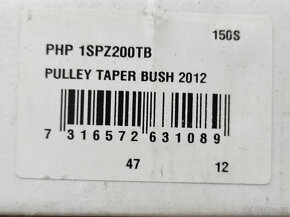 150S
PHP 1SPZ200TB
PULLEY TAPER BUSH 2012
7 316572 631089
47 12